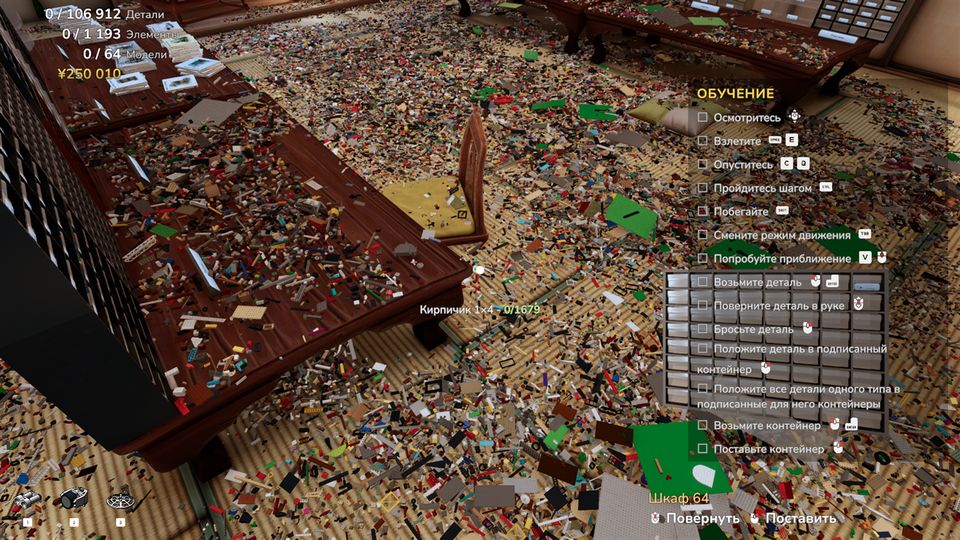 0 / 106 912 Детали
0 / 1 193 Элементы
0 / 64 Модели
¥250 010
ОБУЧЕНИЕ
Осмотритесь
Взлетите E
Опуститесь C Q
Пройдитесь шагом
Побегайте
Смените режим движения
Попробуйте приближение V
Возьмите деталь
Поверните деталь в руке
Бросьте деталь
Положите деталь в подписанный
контейнер
Положите все детали одного типа в
подписанные для него контейнеры
Возьмите контейнер
Поставьте контейнер
Кирпичик 1×4 - 0/1679
Шкаф 64
Повернуть Поставить
1 2 3